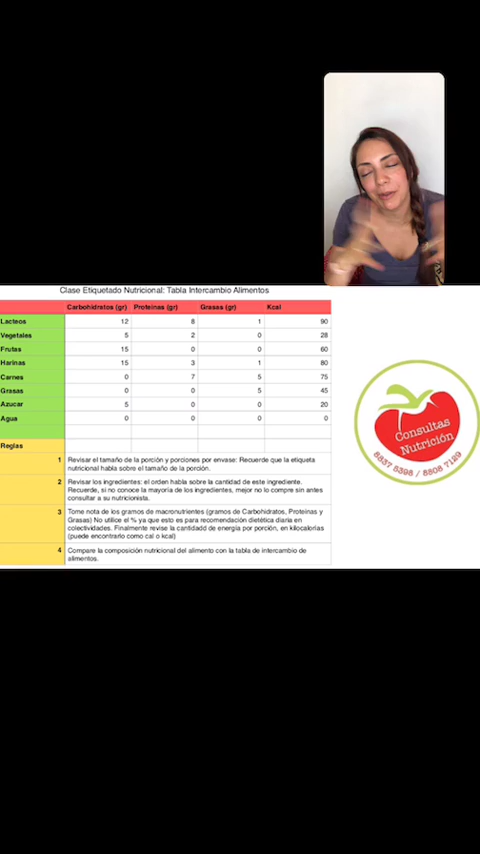 Clase Etiquetado Nutricional: Tabla Intercambio Alimentos
Carbohidratos (gr) Proteínas (gr) Grasas (gr) Kcal
Lacteos 12 8 1 90
Vegetales 5 2 0 28
Frutas 15 0 0 60
Harinas 15 3 1 80
Carnes 0 7 5 75
Grasas 0 0 5 45
Azucar 5 0 0 20
Agua 0 0 0 0
Reglas
1 Revisar el tamaño de la porción y porciones por envase: Recuerde que la etiqueta
nutricional habla sobre el tamaño de la porción.
2 Revisar los ingredientes: el orden habla sobre la cantidad de este ingrediente.
Recuerde, si no conoce la mayoría de los ingredientes, mejor no lo compre sin antes
consultar a su nutricionista.
3 Tome nota de los gramos de macronutrientes (gramos de Carbohidratos, Proteínas y
Grasas) No utilice el % ya que esto es para recomendación dietética diaria en
colectividades. Finalmente revise la cantidadd de energía por porción, en kilocalorías
(puede encontrarlo como cal o kcal)
4 Compare la composición nutricional del alimento con la tabla de intercambio de
alimentos.
Consultas
Nutrición
8837 5398 / 8808 7129